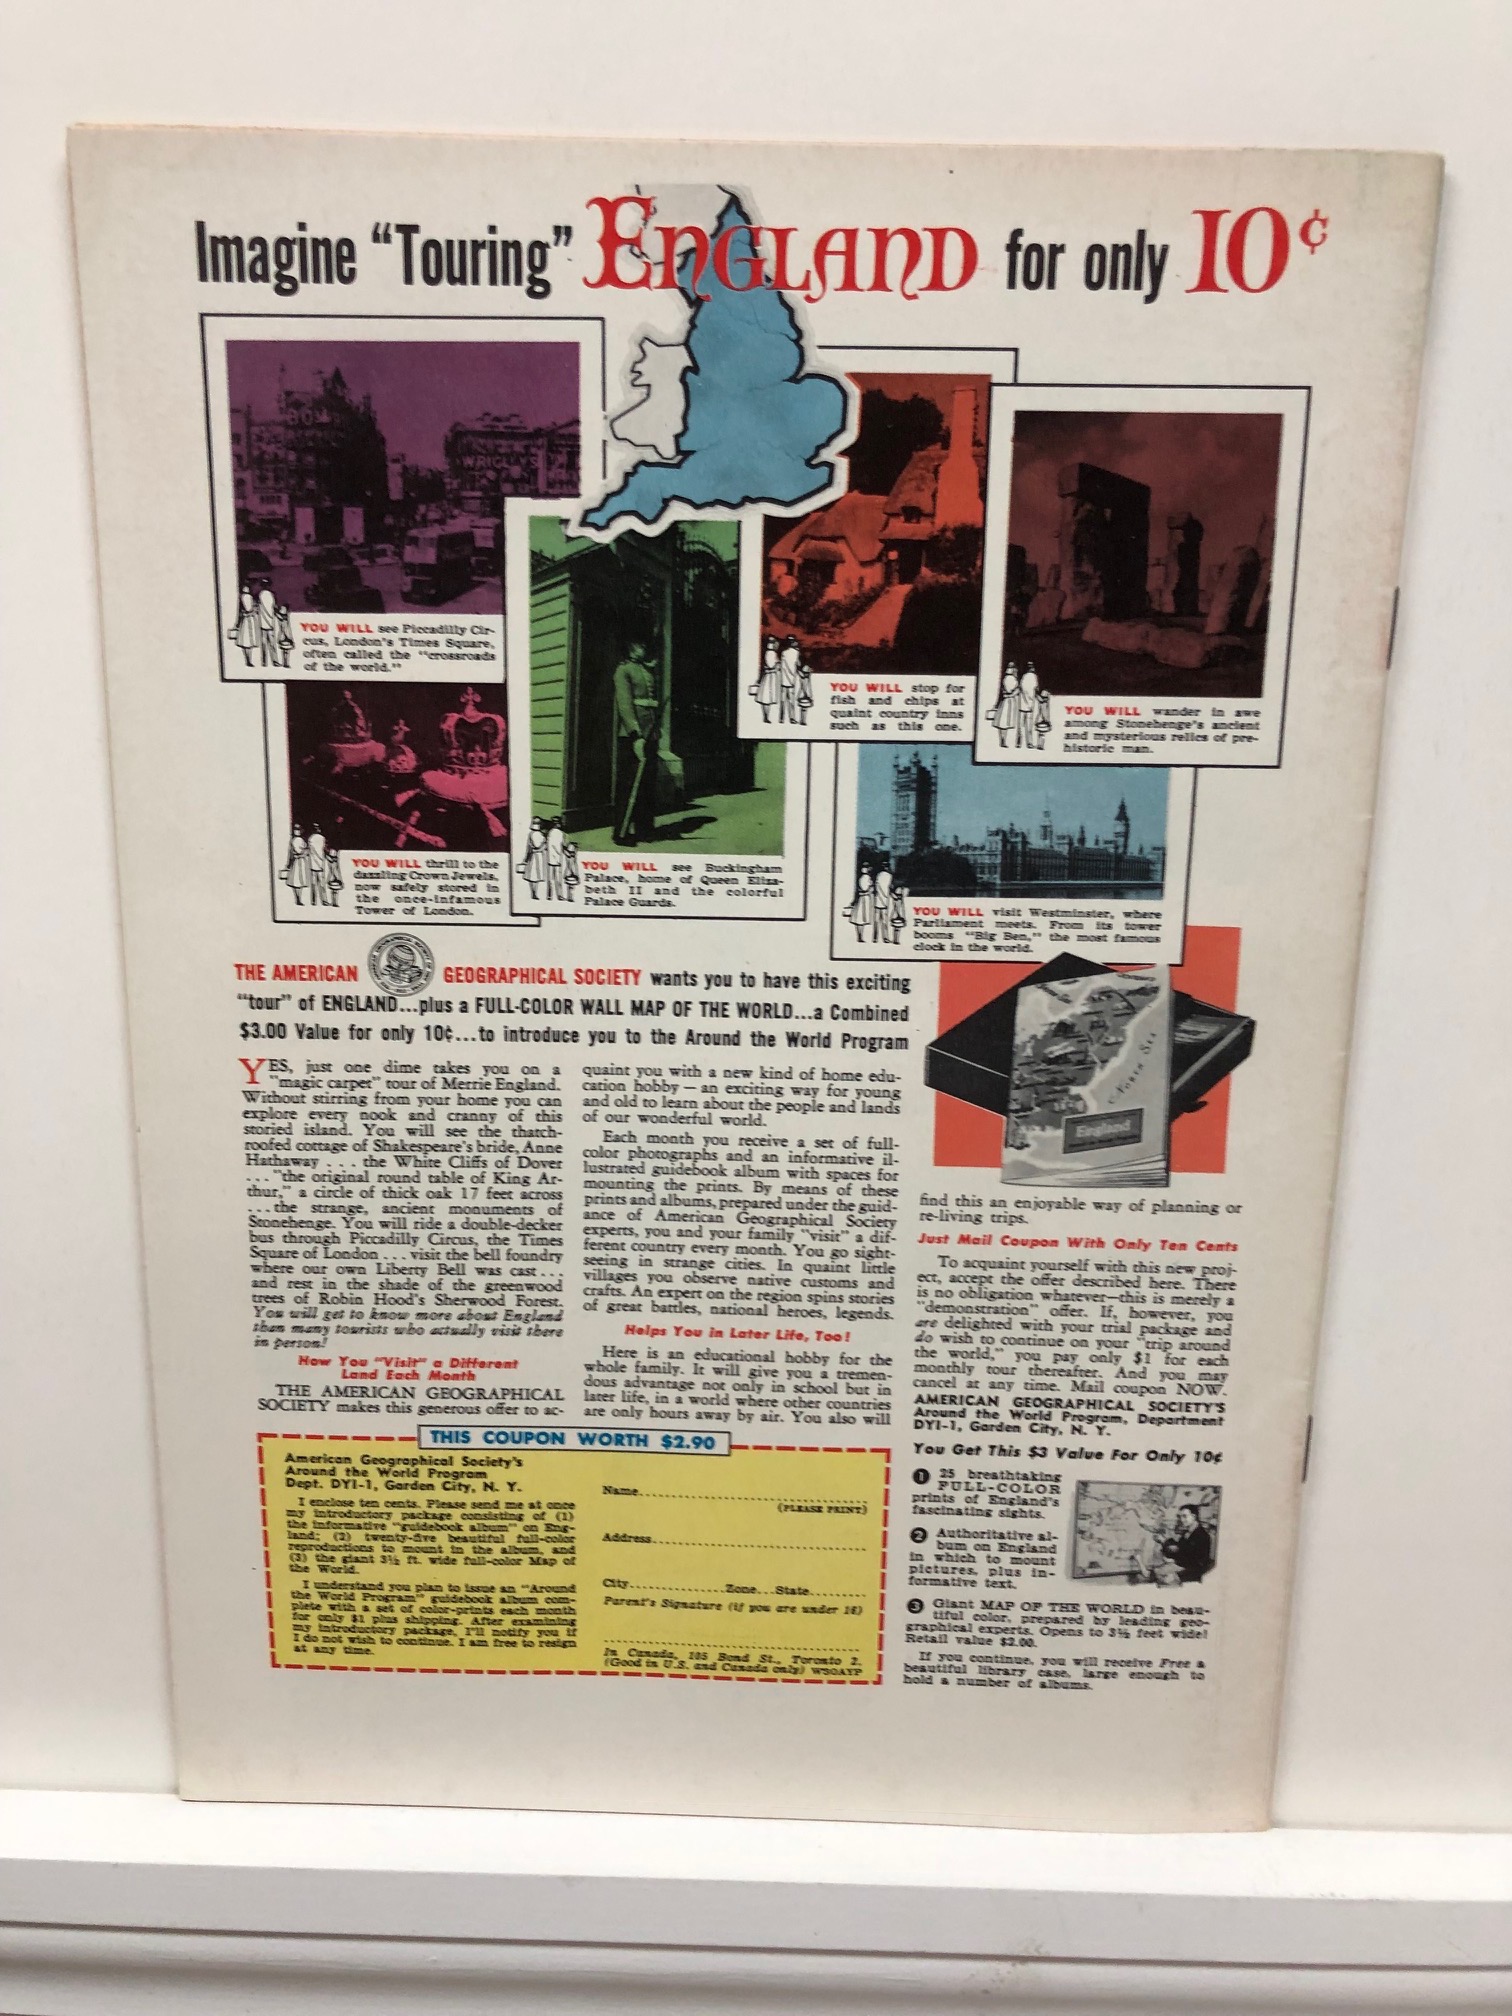 Imagine "Touring" ENGLAND for only 10¢
WRIGLEY'S
YOU WILL see Piccadilly Cir-
cus, London's Times Square,
often called the "crossroads
of the world."
YOU WILL stop for
fish and chips at
quaint country inns
such as this one.
YOU WILL wander in awe
among Stonehenge's ancient
and mysterious relics of pre-
historic man.
YOU WILL thrill to the
dazzling Crown Jewels,
now safely stored in
the once-infamous
Tower of London.
YOU WILL see Buckingham
Palace, home of Queen Eliza-
beth II and the colorful
Palace Guards.
YOU WILL visit Westminster, where
Parliament meets. From its tower
booms "Big Ben," the most famous
clock in the world.
THE AMERICAN GEOGRAPHICAL SOCIETY wants you to have this exciting
"tour" of ENGLAND...plus a FULL-COLOR WALL MAP OF THE WORLD...a Combined
$3.00 Value for only 10¢...to introduce you to the Around the World Program
YES, just one dime takes you on a
"magic carpet" tour of Merrie England.
Without stirring from your home you can
explore every nook and cranny of this
storied island. You will see the thatch-
roofed cottage of Shakespeare's bride, Anne
Hathaway . . . the White Cliffs of Dover
. . . "the original round table of King Ar-
thur," a circle of thick oak 17 feet across
. . . the strange, ancient monuments of
Stonehenge. You will ride a double-decker
bus through Piccadilly Circus, the Times
Square of London . . . visit the bell foundry
where our own Liberty Bell was cast . . .
and rest in the shade of the greenwood
trees of Robin Hood's Sherwood Forest.
You will get to know more about England
than many tourists who actually visit there
in person!
How You "Visit" a Different
Land Each Month
THE AMERICAN GEOGRAPHICAL
SOCIETY makes this generous offer to ac-
quaint you with a new kind of home edu-
cation hobby — an exciting way for young
and old to learn about the people and lands
of our wonderful world.
Each month you receive a set of full-
color photographs and an informative il-
lustrated guidebook album with spaces for
mounting the prints. By means of these
prints and albums, prepared under the guid-
ance of American Geographical Society
experts, you and your family "visit" a dif-
ferent country every month. You go sight-
seeing in strange cities. In quaint little
villages you observe native customs and
crafts. An expert on the region spins stories
of great battles, national heroes, legends.
Helps You in Later Life, Too!
Here is an educational hobby for the
whole family. It will give you a tremen-
dous advantage not only in school but in
later life, in a world where other countries
are only hours away by air. You also will
England
find this an enjoyable way of planning or
re-living trips.
Just Mail Coupon With Only Ten Cents
To acquaint yourself with this new proj-
ect, accept the offer described here. There
is no obligation whatever—this is merely a
"demonstration" offer. If, however, you
are delighted with your trial package and
do wish to continue on your "trip around
the world," you pay only $1 for each
monthly tour thereafter. And you may
cancel at any time. Mail coupon NOW.
AMERICAN GEOGRAPHICAL SOCIETY'S
Around the World Program, Department
DYI-1, Garden City, N. Y.
You Get This $3 Value For Only 10¢
1 25 breathtaking
FULL-COLOR
prints of England's
fascinating sights.
2 Authoritative al-
bum on England
in which to mount
pictures, plus in-
formative text.
3 Giant MAP OF THE WORLD in beau-
tiful color, prepared by leading geo-
graphical experts. Opens to 3½ feet wide!
Retail value $2.00.
If you continue, you will receive Free a
beautiful library case, large enough to
hold a number of albums.
THIS COUPON WORTH $2.90
American Geographical Society's
Around the World Program
Dept. DYI-1, Garden City, N. Y.
I enclose ten cents. Please send me at once
my introductory package consisting of (1)
the informative "guidebook album" on Eng-
land; (2) twenty-five beautiful full-color
reproductions to mount in the album, and
(3) the giant 3½ ft. wide full-color Map of
the World.
I understand you plan to issue an "Around
the World Program" guidebook album com-
plete with a set of color-prints each month
for only $1 plus shipping. After examining
my introductory package, I'll notify you if
I do not wish to continue. I am free to resign
at any time.
Name
(PLEASE PRINT)
Address
City Zone State
Parent's Signature (if you are under 16)
In Canada, 105 Bond St., Toronto 2.
(Good in U.S. and Canada only) WSOAYP